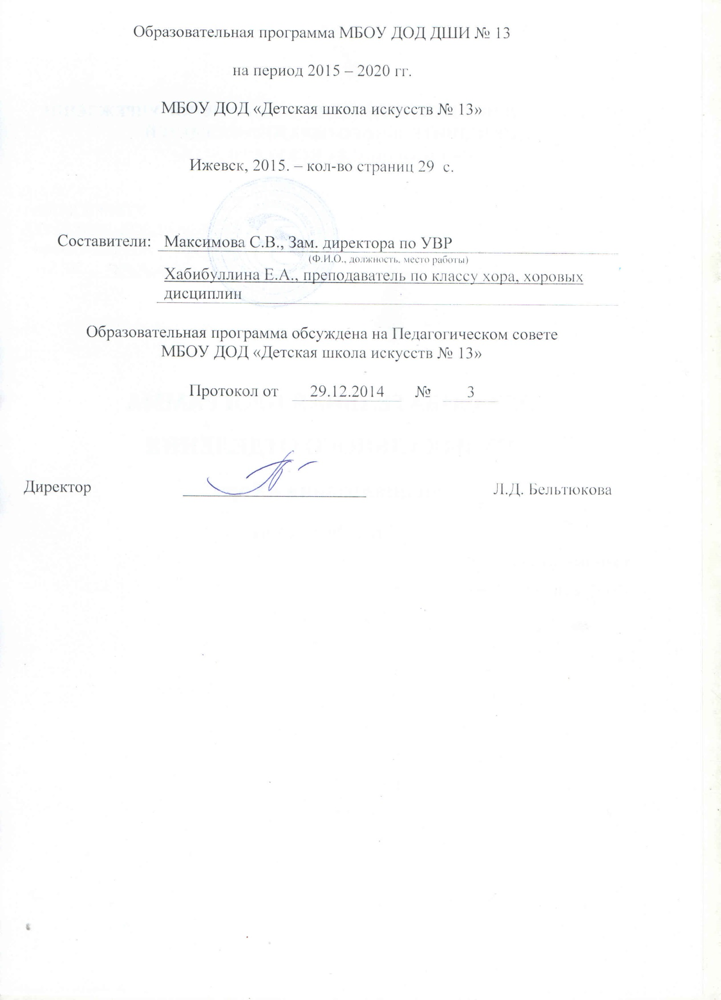 Образовательная программа МБОУ ДОД ДШИ № 13
на период 2015 – 2020 гг.
МБОУ ДОД «Детская школа искусств № 13»
Ижевск, 2015. – кол-во страниц 29 с.
Составители: Максимова С.В., Зам. директора по УВР
(Ф.И.О., должность, место работы)
Хабибуллина Е.А., преподаватель по классу хора, хоровых
дисциплин
Образовательная программа обсуждена на Педагогическом совете
МБОУ ДОД «Детская школа искусств № 13»
Протокол от 29.12.2014 № 3
Директор Л.Д. Бельтюкова